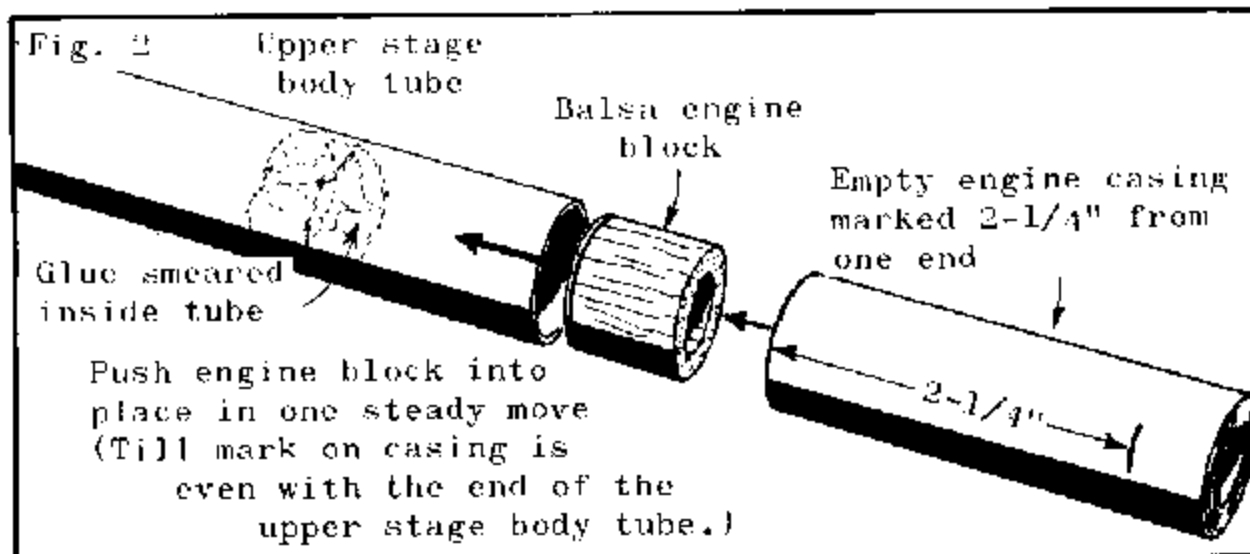 Fig. 2
Upper stage
body tube
Balsa engine
block
Empty engine casing
marked 2-1/4" from
one end
Glue smeared
inside tube
2-1/4"
Push engine block into
place in one steady move
(Till mark on casing is
even with the end of the
upper stage body tube.)